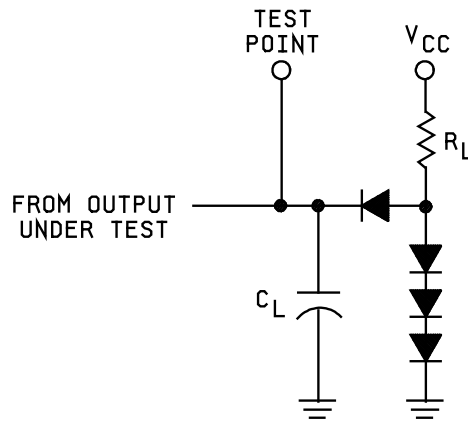 TEST
POINT
VCC
RL
FROM OUTPUT
UNDER TEST
CL